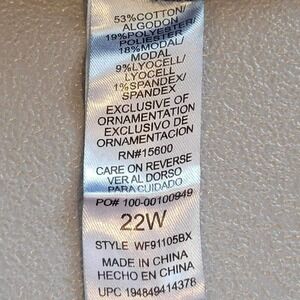 53%COTTON/
ALGODON
19%POLYESTER/
POLIESTER
18%MODAL/
MODAL
9%LYOCELL/
LYOCELL
1%SPANDEX/
SPANDEX
EXCLUSIVE OF
ORNAMENTATION
EXCLUSIVO DE
ORNAMENTACION
RN#15600
CARE ON REVERSE
VER AL DORSO
PARA CUIDADO
PO# 100-00100949
22W
STYLE WF91105BX
MADE IN CHINA
HECHO EN CHINA
UPC 194849414378